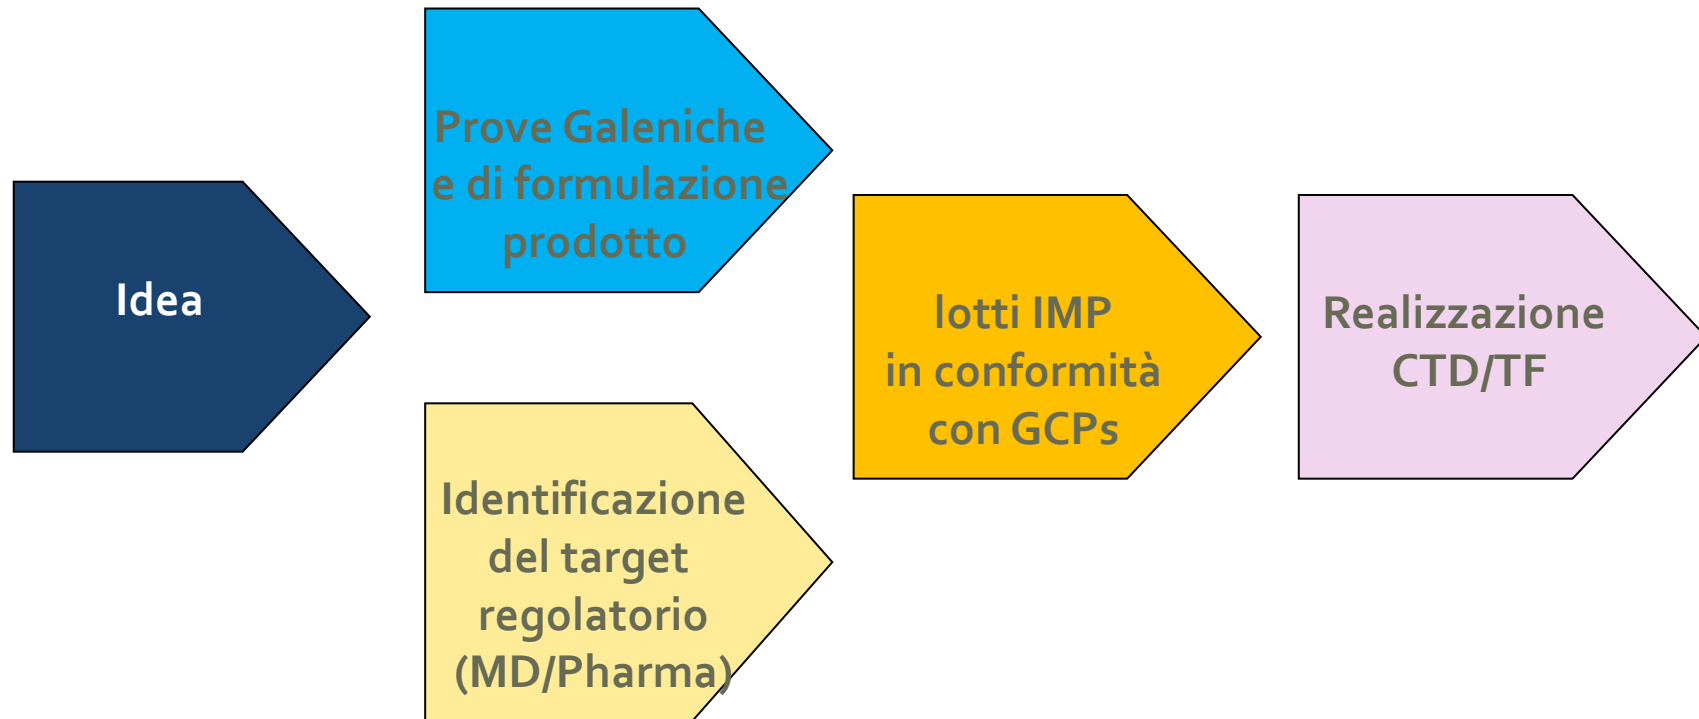 Idea
Prove Galeniche
e di formulazione
prodotto
Identificazione
del target
regolatorio
(MD/Pharma)
lotti IMP
in conformità
con GCPs
Realizzazione
CTD/TF